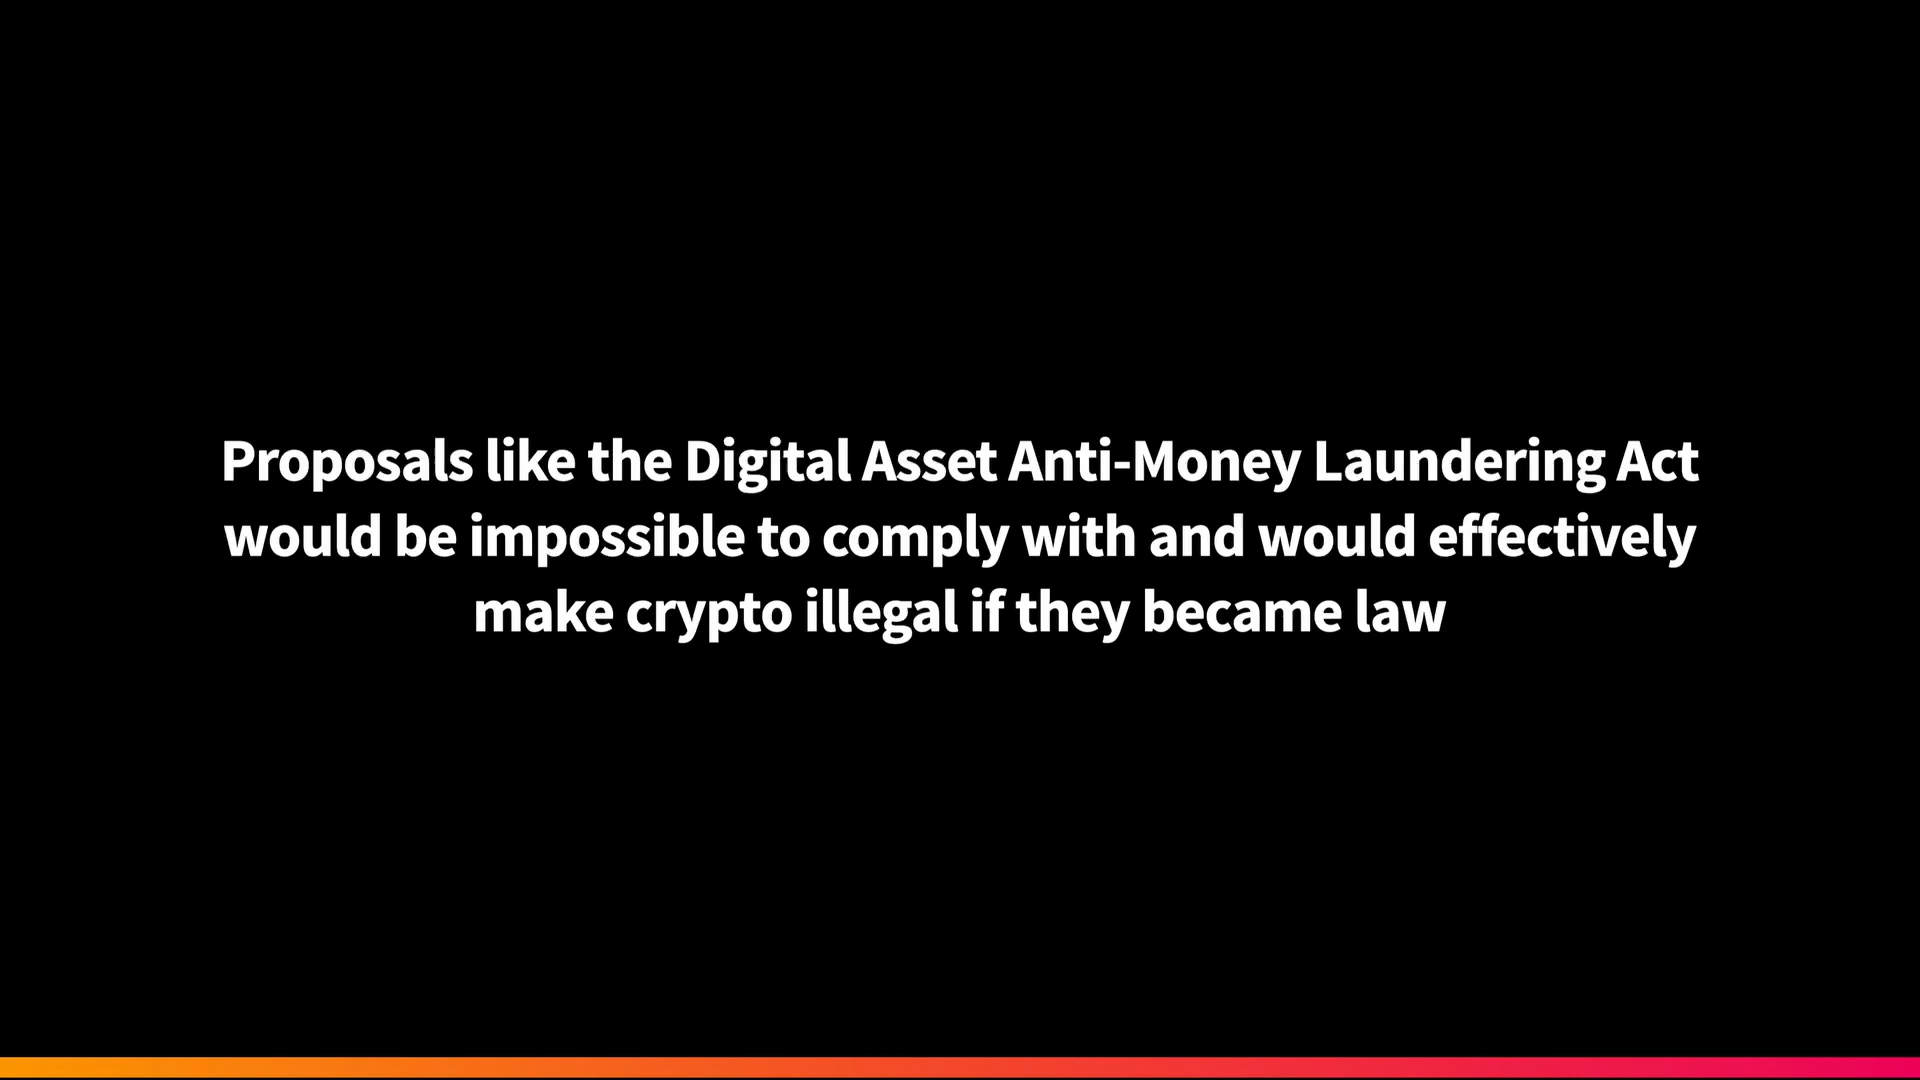 Proposals like the Digital Asset Anti-Money Laundering Act
would be impossible to comply with and would effectively
make crypto illegal if they became law